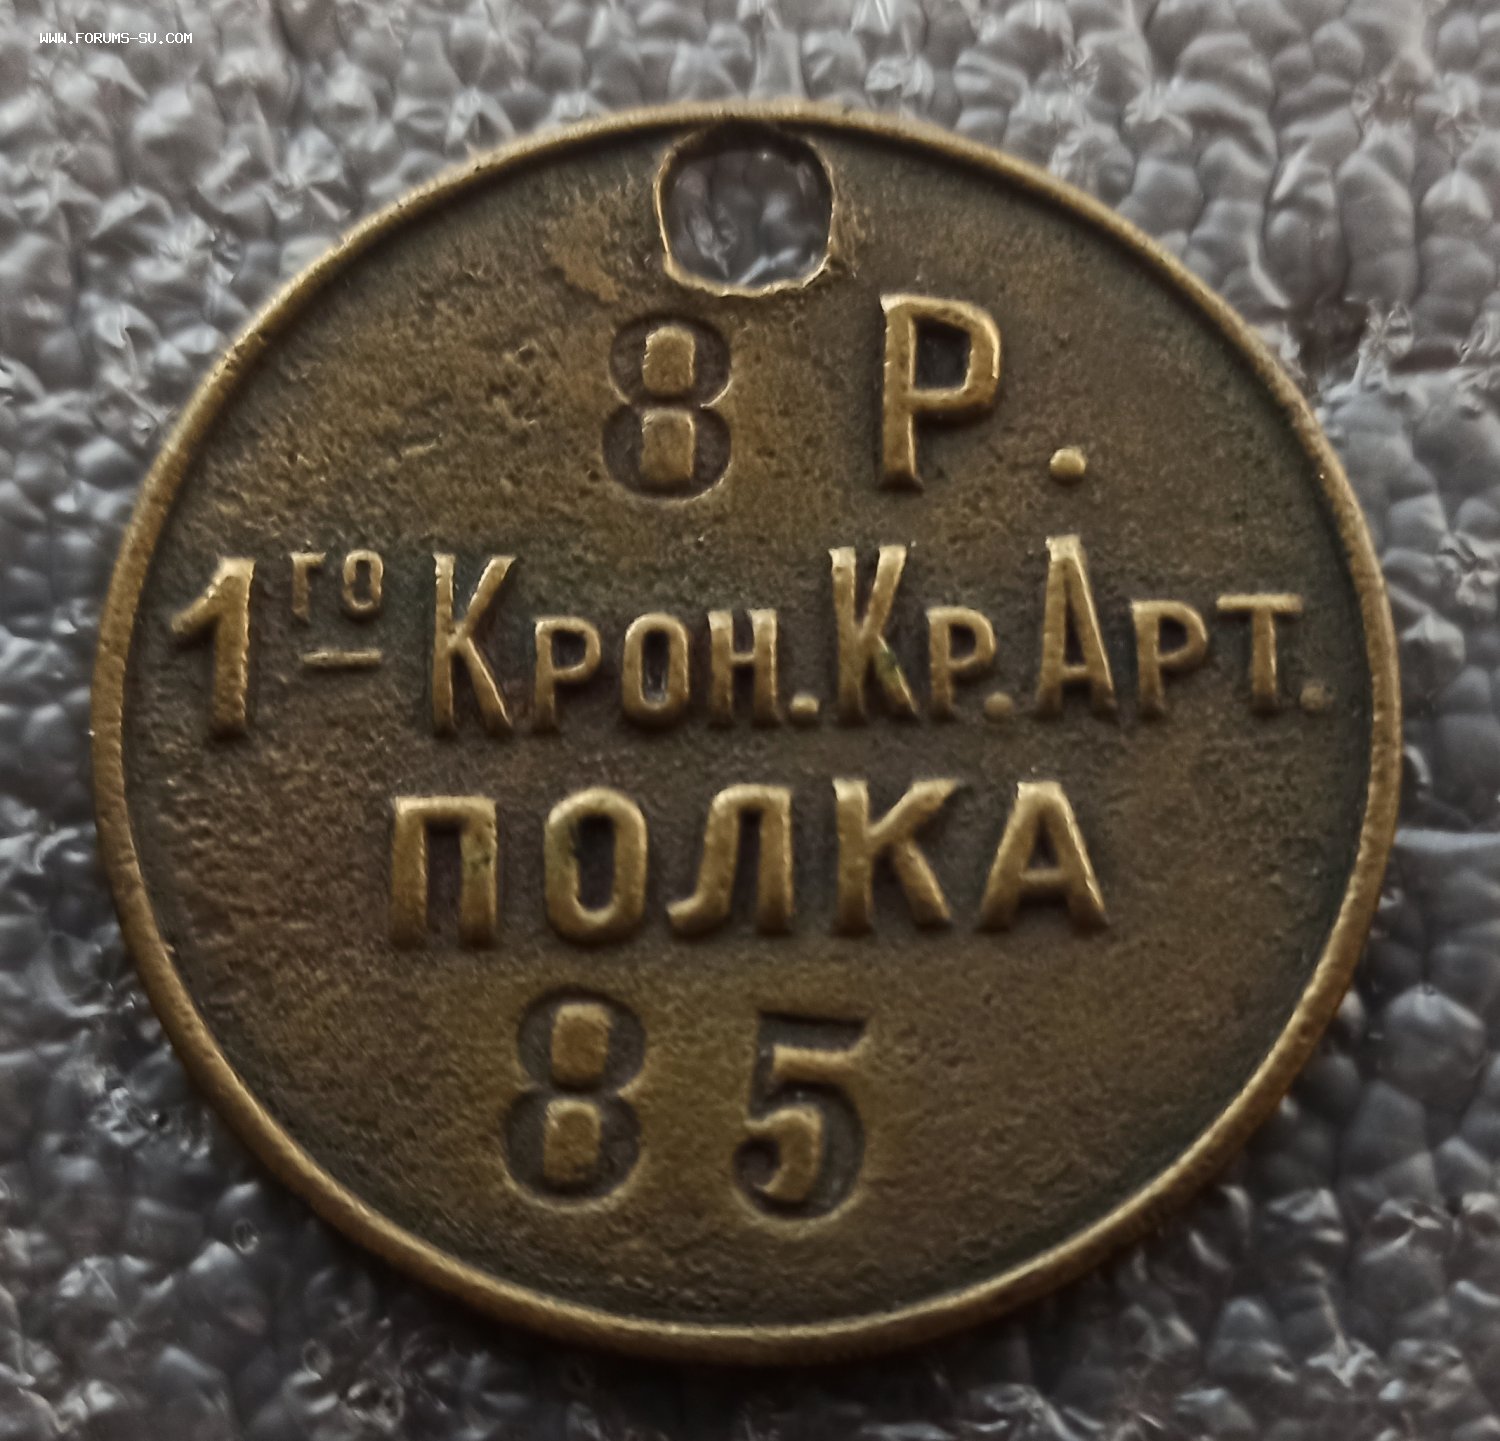 WWW.FORUMS-SU.COM
8 Р.
1го Крон. Кр. Арт.
ПОЛКА
85